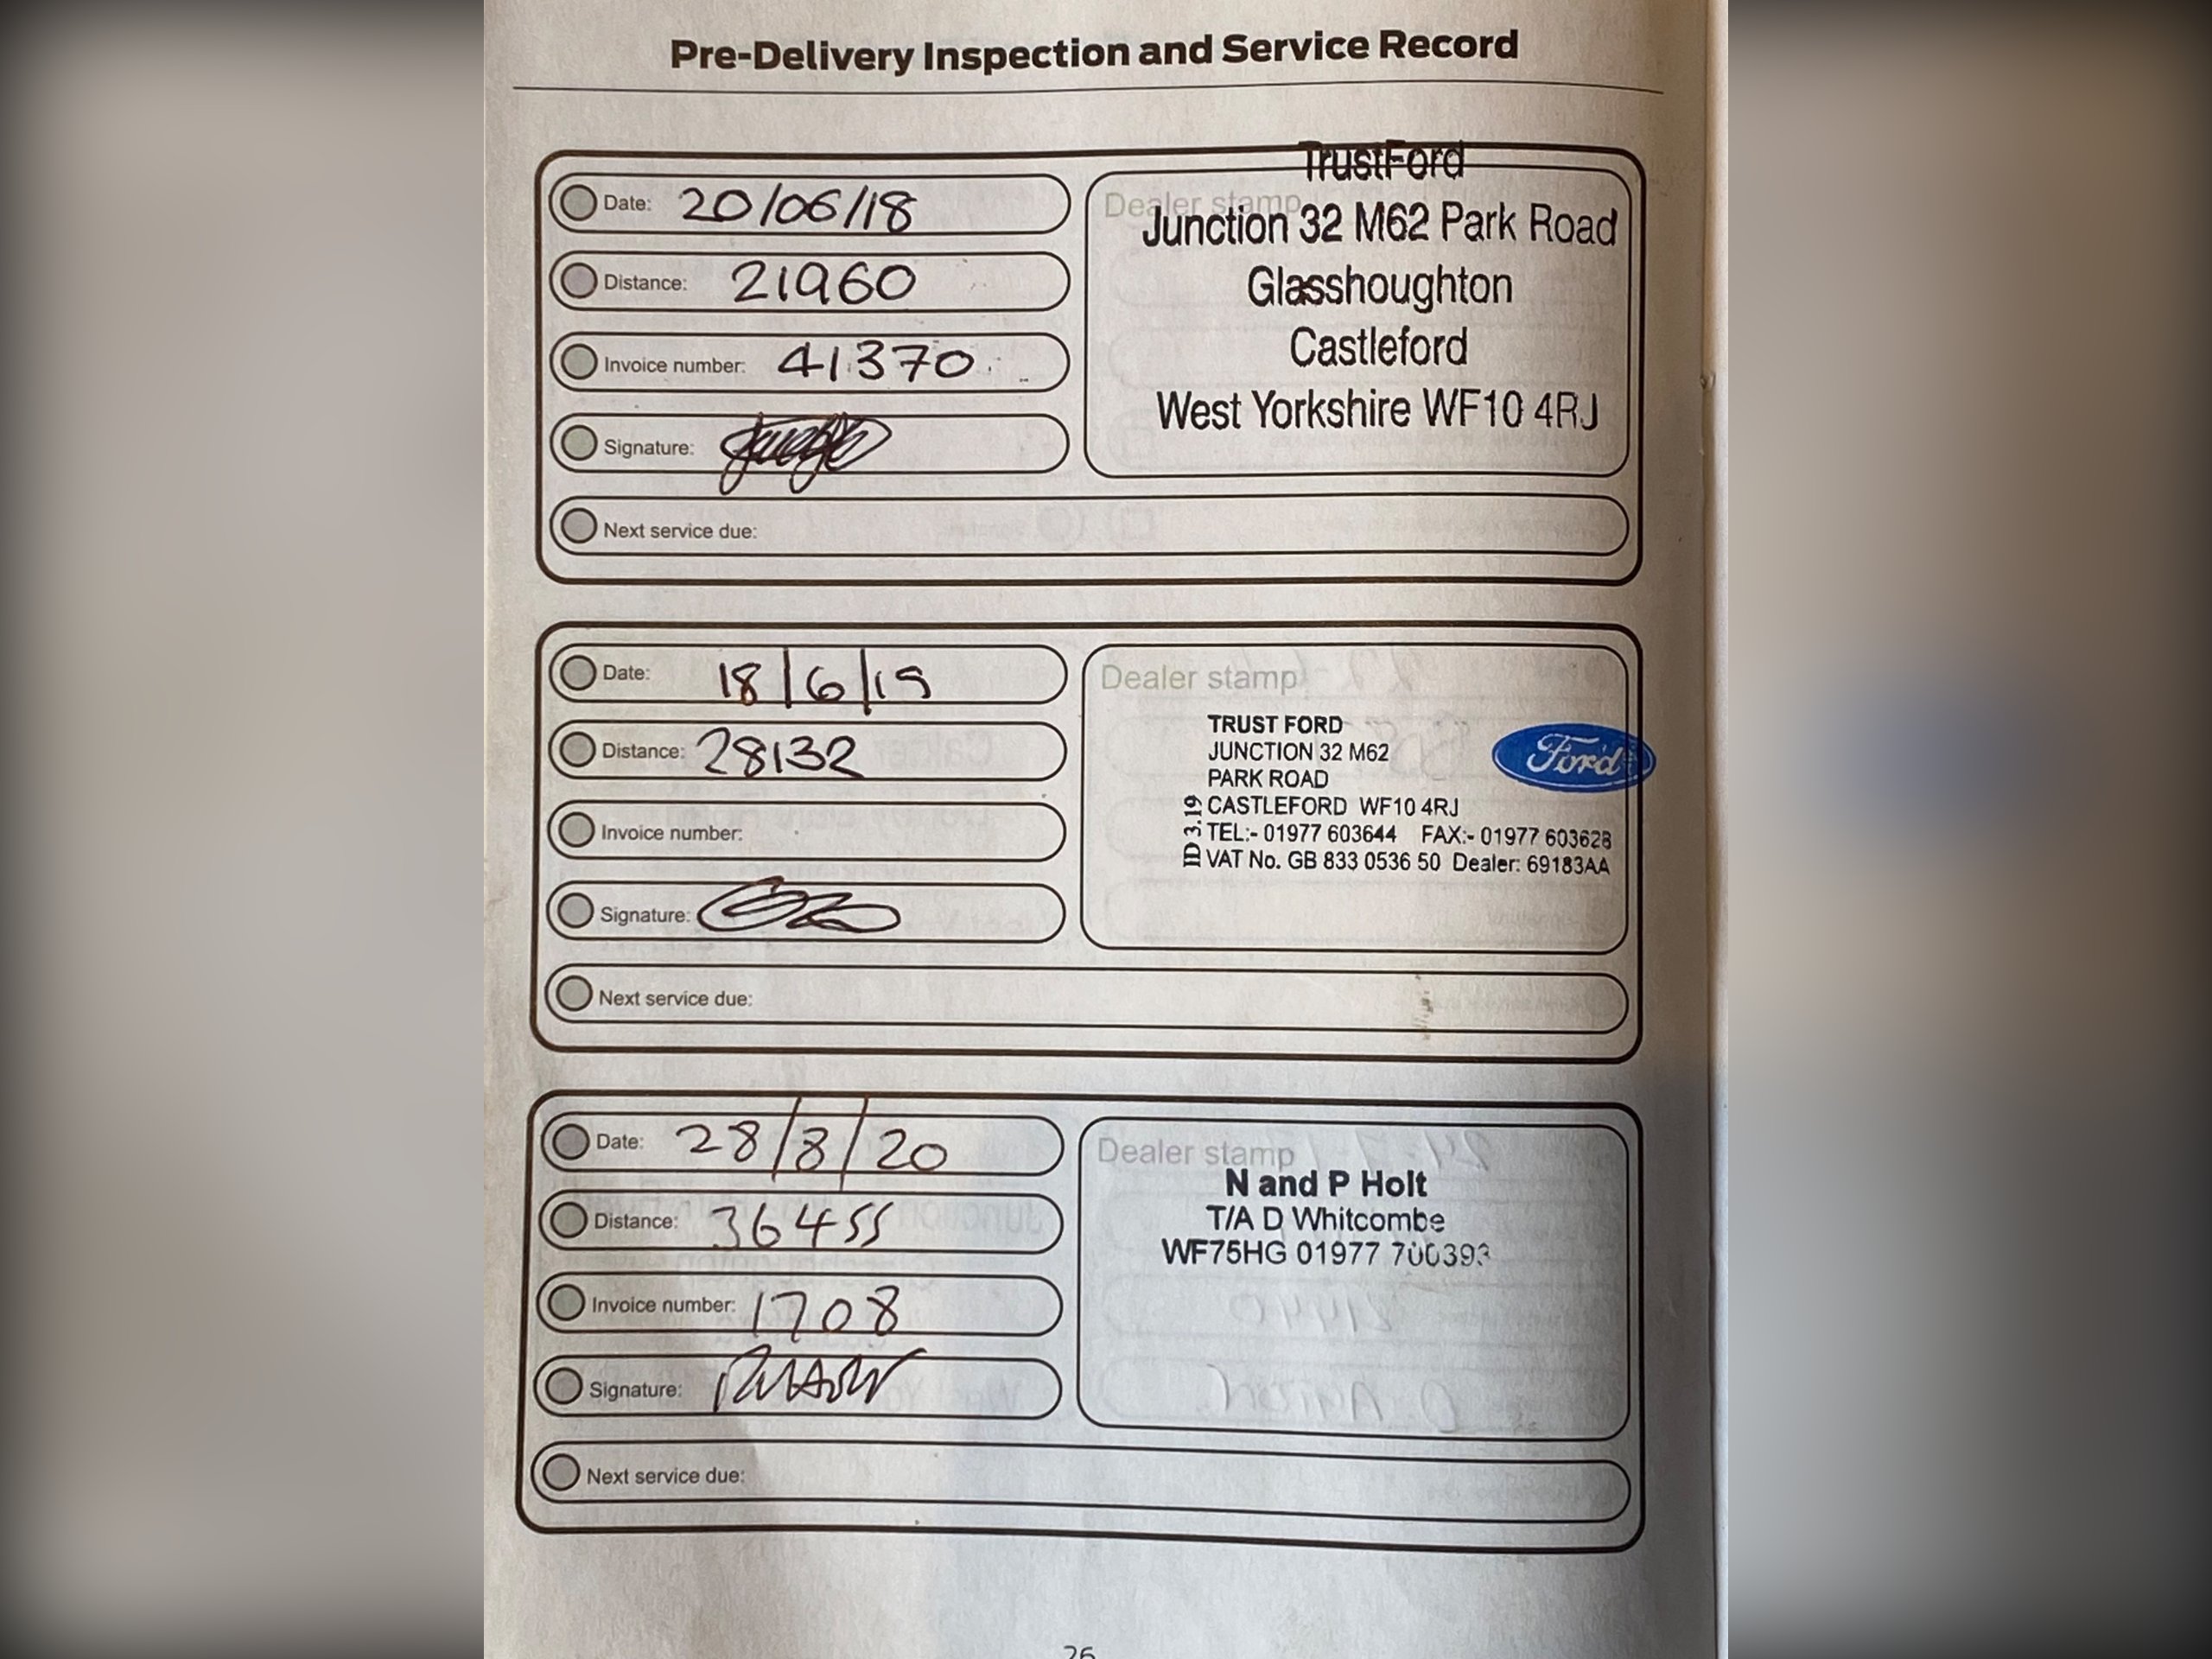 Pre-Delivery Inspection and Service Record
Date: 20/06/18
Distance: 21960
Invoice number: 41370
Signature:
Next service due:
Dealer stamp
TrustFord
Junction 32 M62 Park Road
Glasshoughton
Castleford
West Yorkshire WF10 4RJ
Date: 18/6/19
Distance: 28132
Invoice number:
Signature:
Next service due:
Dealer stamp
TRUST FORD
JUNCTION 32 M62
PARK ROAD
CASTLEFORD WF10 4RJ
TEL:- 01977 603644 FAX:- 01977 603628
VAT No. GB 833 0536 50 Dealer: 69183AA
ID 3.19
Ford
Date: 28/8/20
Distance: 36455
Invoice number: 1708
Signature:
Next service due:
Dealer stamp
N and P Holt
T/A D Whitcombe
WF75HG 01977 700393
26